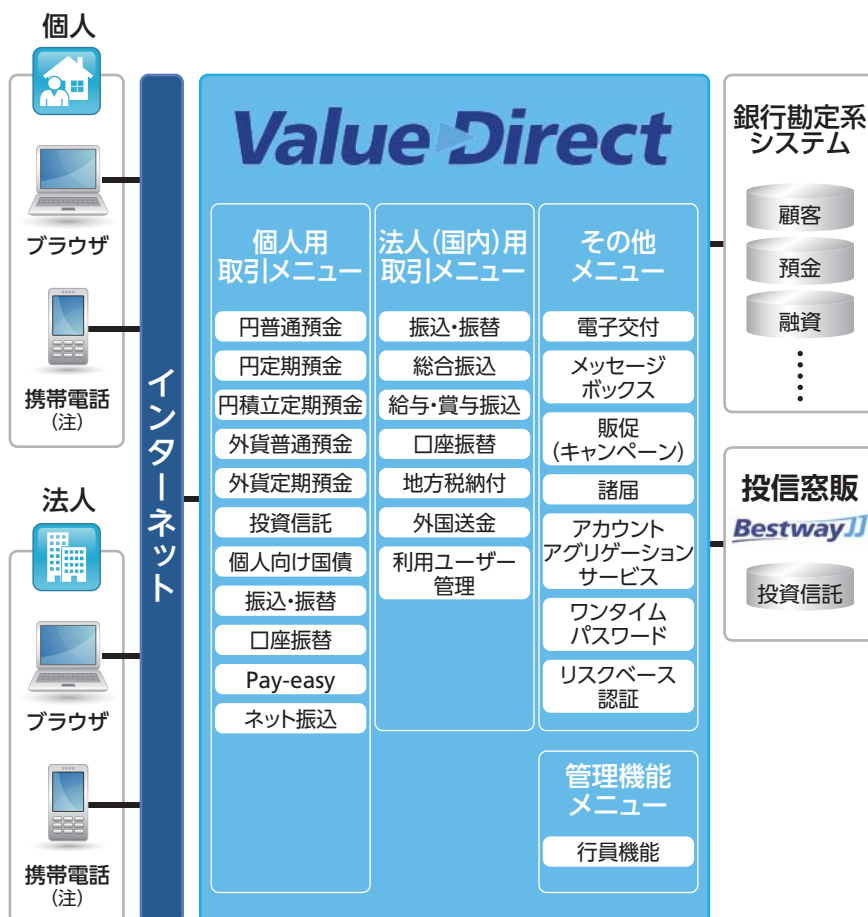 個人
ブラウザ
携帯電話
(注)
法人
ブラウザ
携帯電話
(注)
インターネット
Value Direct
個人用
取引メニュー
円普通預金
円定期預金
円積立定期預金
外貨普通預金
外貨定期預金
投資信託
個人向け国債
振込・振替
口座振替
Pay-easy
ネット振込
法人(国内)用
取引メニュー
振込・振替
総合振込
給与・賞与振込
口座振替
地方税納付
外国送金
利用ユーザー
管理
その他
メニュー
電子交付
メッセージ
ボックス
販促
(キャンペーン)
諸届
アカウント
アグリゲーション
サービス
ワンタイム
パスワード
リスクベース
認証
管理機能
メニュー
行員機能
銀行勘定系
システム
顧客
預金
融資
投信窓販
BestwayJJ
投資信託